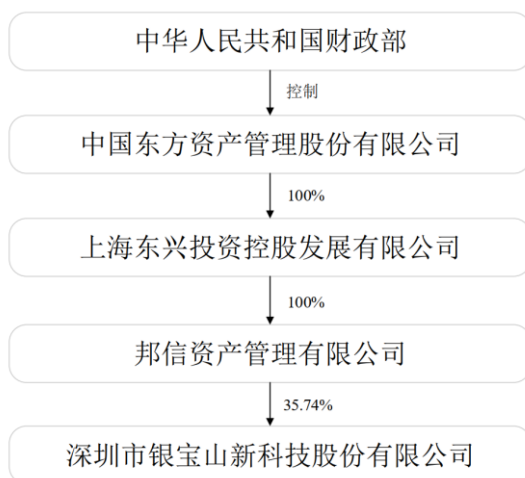 中华人民共和国财政部
控制
中国东方资产管理股份有限公司
100%
上海东兴投资控股发展有限公司
100%
邦信资产管理有限公司
35.74%
深圳市银宝山新科技股份有限公司